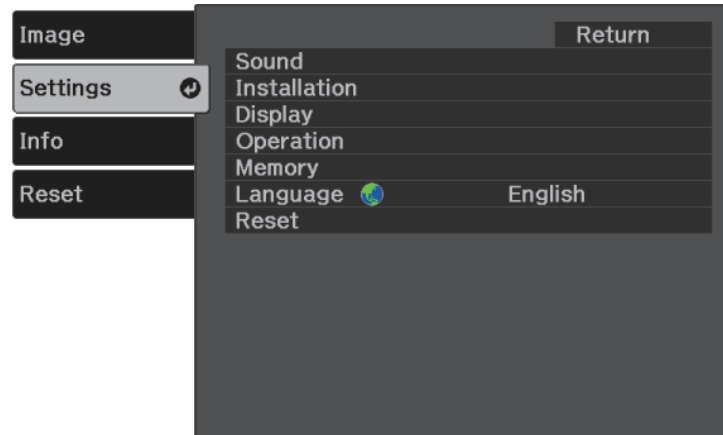 Image
Settings
Info
Reset
Return
Sound
Installation
Display
Operation
Memory
Language English
Reset